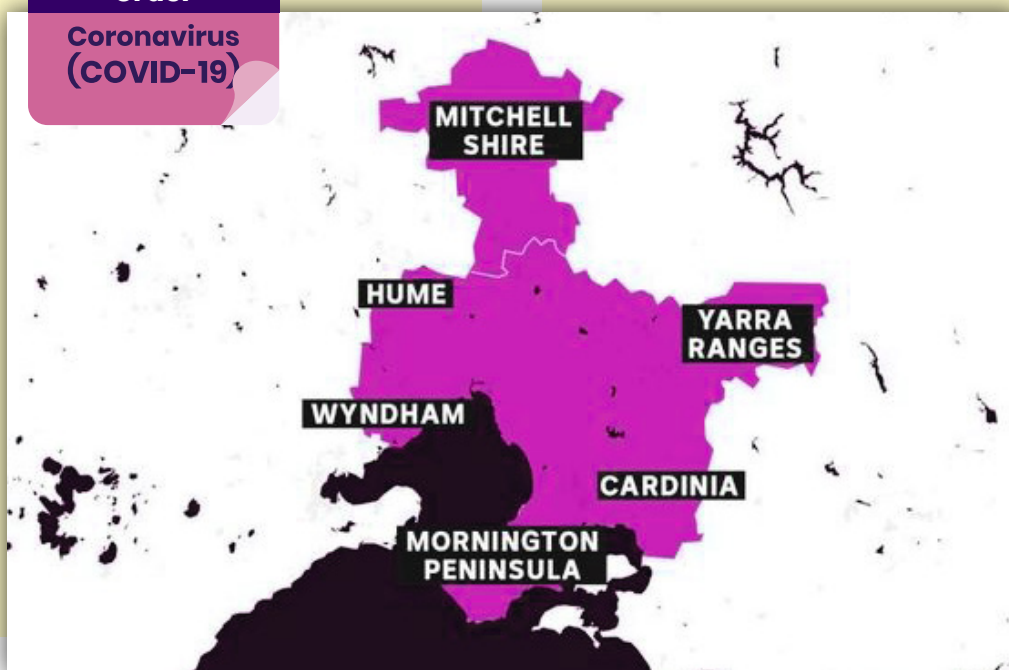 Coronavirus
(COVID-19)
MITCHELL
SHIRE
HUME
YARRA
RANGES
WYNDHAM
CARDINIA
MORNINGTON
PENINSULA